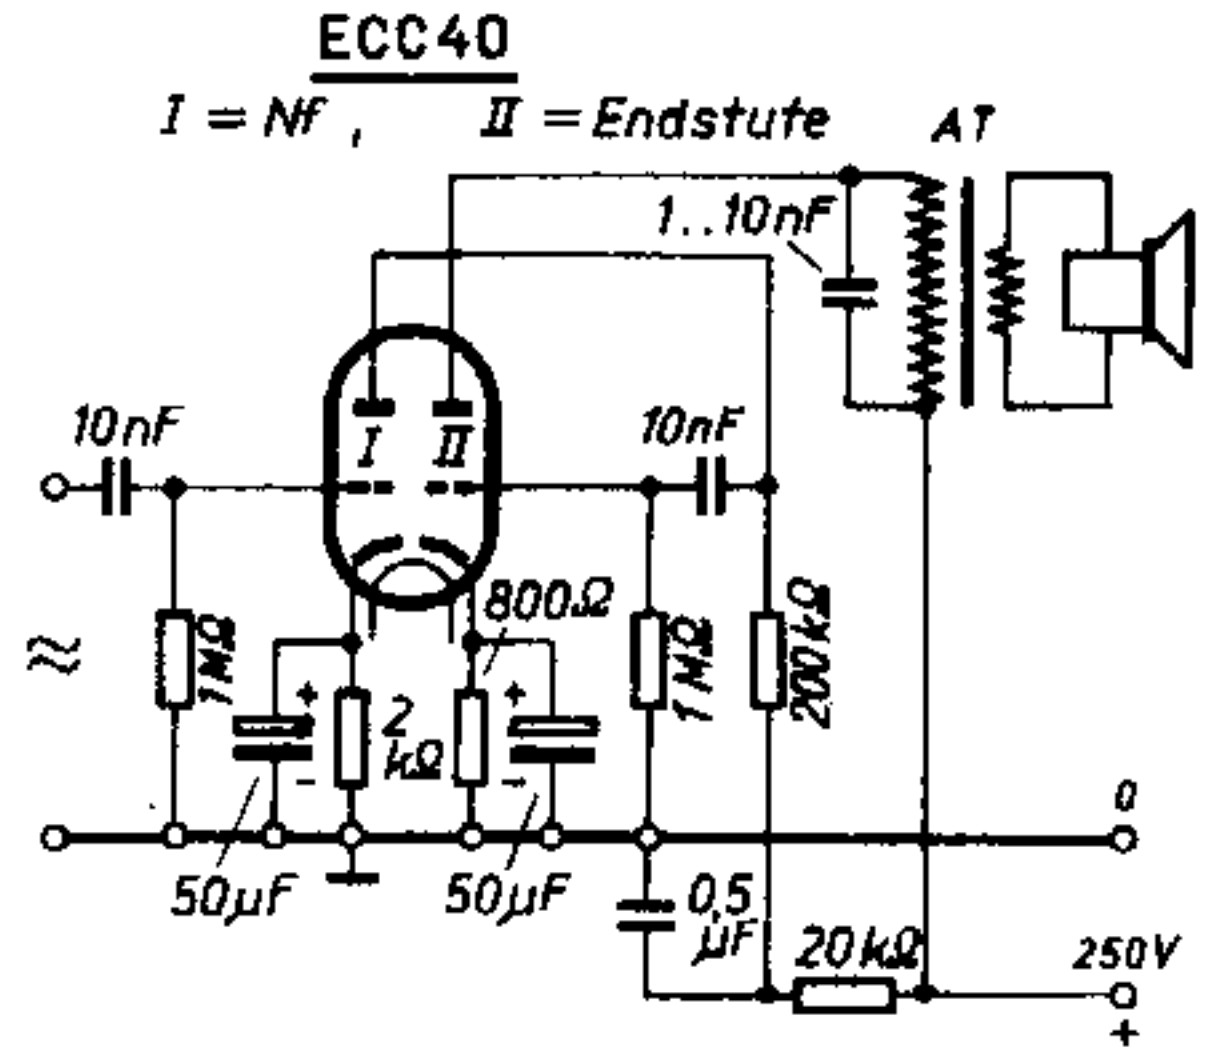 ECC40
I = Nf, II = Endstufe
AT
1..10nF
10nF
I II
10nF
800Ω
1MΩ
+
2
kΩ
-
+
-
1MΩ
200kΩ
50µF
50µF
0,5
µF
0
20kΩ
250V
+